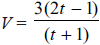 V = 3(2t − 1) / (t + 1)